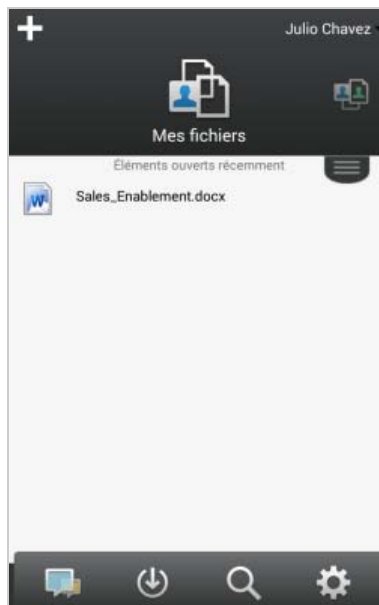 Julio Chavez
Mes fichiers
Éléments ouverts récemment
W
Sales_Enablement.docx